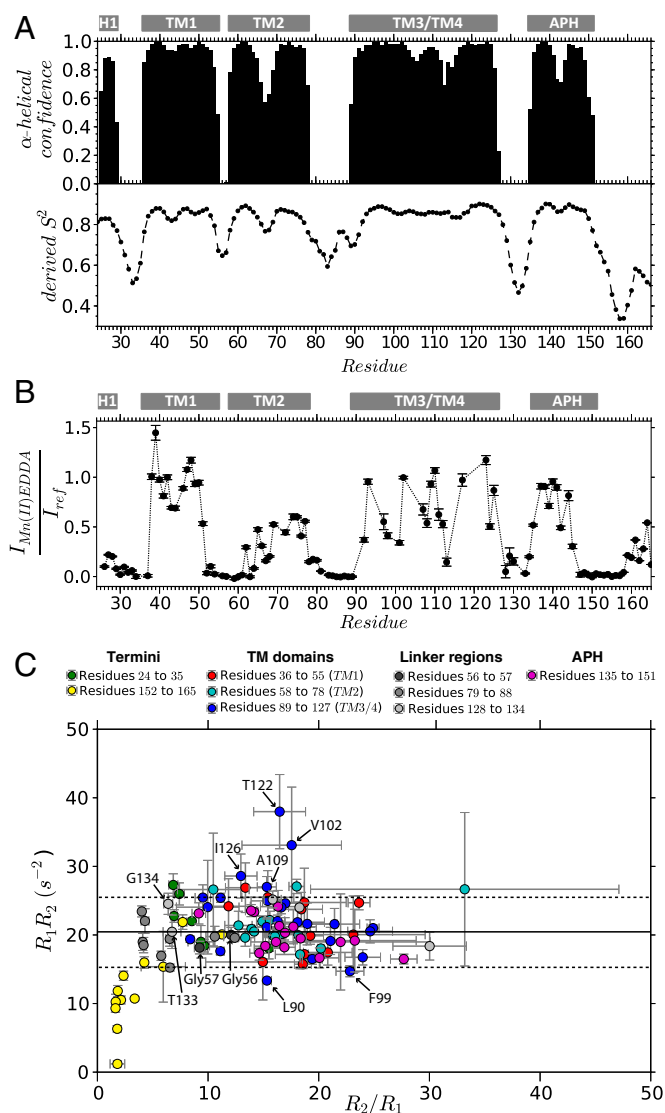 A
H1 TM1 TM2 TM3/TM4 APH
α-helical confidence
1.0
0.8
0.6
0.4
0.2
0.0
derived S²
0.8
0.6
0.4
30 40 50 60 70 80 90 100 110 120 130 140 150 160
Residue
B
H1 TM1 TM2 TM3/TM4 APH
I_Mn(II)EDDA / I_ref
1.5
1.0
0.5
0.0
30 40 50 60 70 80 90 100 110 120 130 140 150 160
Residue
C
Termini TM domains Linker regions APH
Residues 24 to 35 Residues 36 to 55 (TM1) Residues 56 to 57 Residues 135 to 151
Residues 152 to 165 Residues 58 to 78 (TM2) Residues 79 to 88
Residues 89 to 127 (TM3/4) Residues 128 to 134
R₁R₂ (s⁻²)
50
40
30
20
10
0
T122
V102
I126
A109
G134
T133
Gly57
Gly56
L90
F99
0 10 20 30 40 50
R₂/R₁